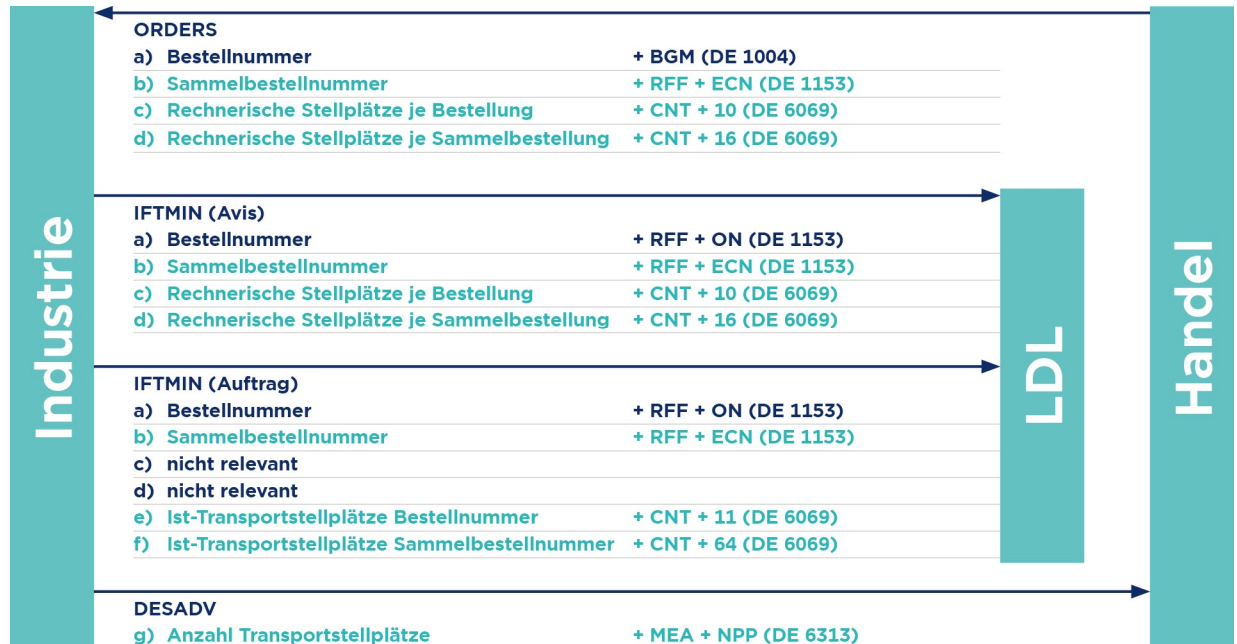 Industrie
ORDERS
a) Bestellnummer + BGM (DE 1004)
b) Sammelbestellnummer + RFF + ECN (DE 1153)
c) Rechnerische Stellplätze je Bestellung + CNT + 10 (DE 6069)
d) Rechnerische Stellplätze je Sammelbestellung + CNT + 16 (DE 6069)
IFTMIN (Avis)
a) Bestellnummer + RFF + ON (DE 1153)
b) Sammelbestellnummer + RFF + ECN (DE 1153)
c) Rechnerische Stellplätze je Bestellung + CNT + 10 (DE 6069)
d) Rechnerische Stellplätze je Sammelbestellung + CNT + 16 (DE 6069)
IFTMIN (Auftrag)
a) Bestellnummer + RFF + ON (DE 1153)
b) Sammelbestellnummer + RFF + ECN (DE 1153)
c) nicht relevant
d) nicht relevant
e) Ist-Transportstellplätze Bestellnummer + CNT + 11 (DE 6069)
f) Ist-Transportstellplätze Sammelbestellnummer + CNT + 64 (DE 6069)
DESADV
g) Anzahl Transportstellplätze + MEA + NPP (DE 6313)
LDL
Handel